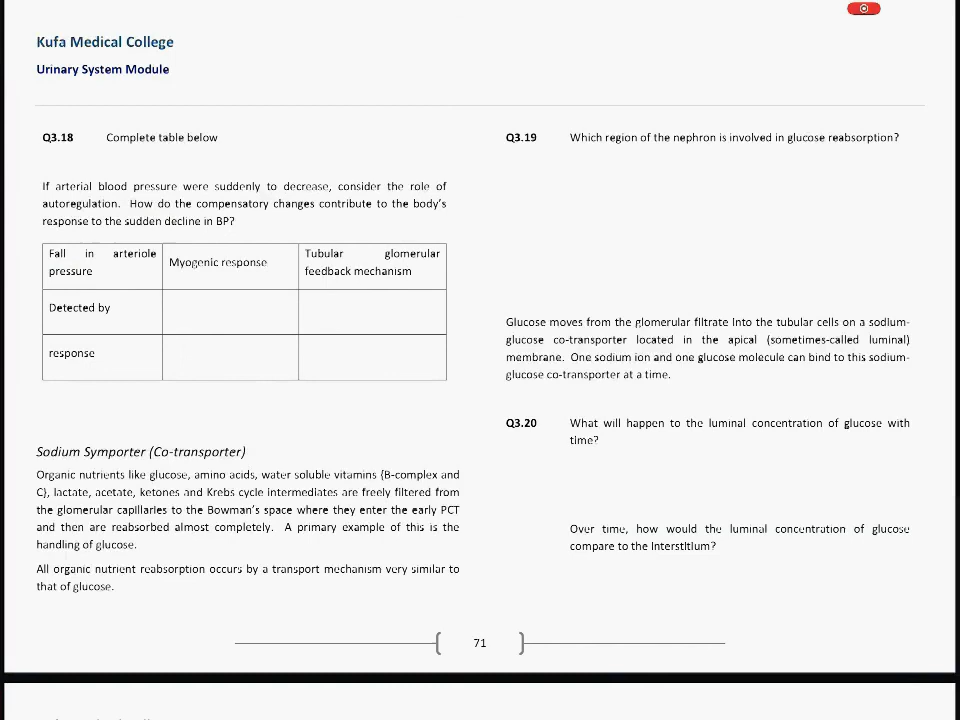 Kufa Medical College
Urinary System Module
Q3.18 Complete table below
If arterial blood pressure were suddenly to decrease, consider the role of
autoregulation. How do the compensatory changes contribute to the body's
response to the sudden decline in BP?
Fall in arteriole
pressure
Myogenic response
Tubular glomerular
feedback mechanism
Detected by
response
Sodium Symporter (Co-transporter)
Organic nutrients like glucose, amino acids, water soluble vitamins (B-complex and
C), lactate, acetate, ketones and Krebs cycle intermediates are freely filtered from
the glomerular capillaries to the Bowman's space where they enter the early PCT
and then are reabsorbed almost completely. A primary example of this is the
handling of glucose.
All organic nutrient reabsorption occurs by a transport mechanism very similar to
that of glucose.
Q3.19 Which region of the nephron is involved in glucose reabsorption?
Glucose moves from the glomerular filtrate into the tubular cells on a sodium-
glucose co-transporter located in the apical (sometimes-called luminal)
membrane. One sodium ion and one glucose molecule can bind to this sodium-
glucose co-transporter at a time.
Q3.20 What will happen to the luminal concentration of glucose with
time?
Over time, how would the luminal concentration of glucose
compare to the interstitium?
71